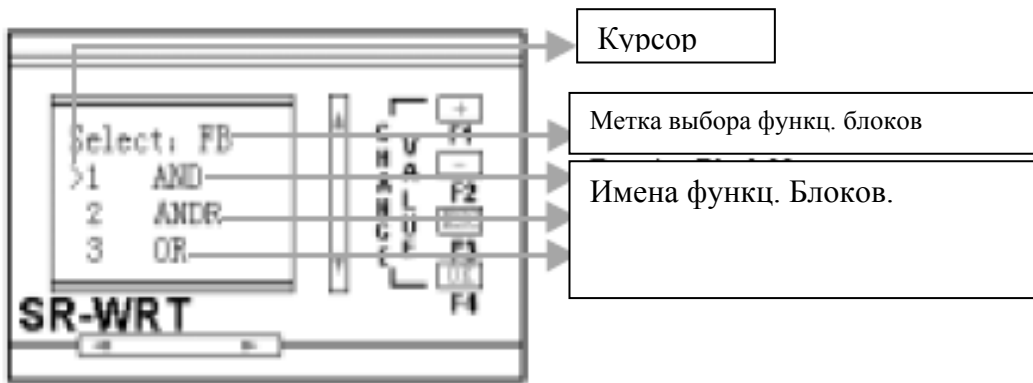 Курсор
Метка выбора функц. блоков
Имена функц. Блоков.
Select: FB
>1 AND
2 ANDR
3 OR
CHANGE
VALUE
+
F1
-
F2
F3
F4
SR-WRT